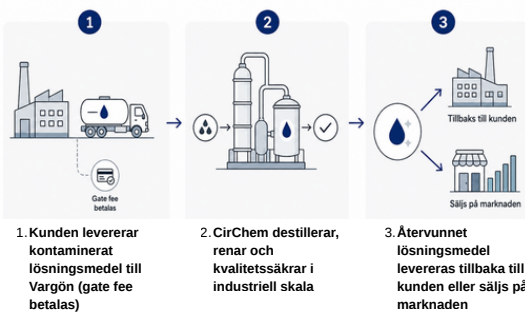 1
2
3
Gate fee
betalas
Tillbaks till kunden
Säljs på marknaden
1. Kunden levererar
kontaminerat
lösningsmedel till
Vargön (gate fee
betalas)
2. CirChem destillerar,
renar och
kvalitetssäkrar i
industriell skala
3. Återvunnet
lösningsmedel
levereras tillbaka till
kunden eller säljs på
marknaden